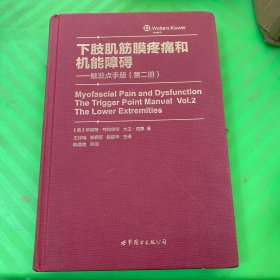 Wolters Kluwer
下肢肌筋膜疼痛和
机能障碍
——触发点手册（第二册）
Myofascial Pain and Dysfunction
The Trigger Point Manual Vol.2
The Lower Extremities
世界图书出版公司